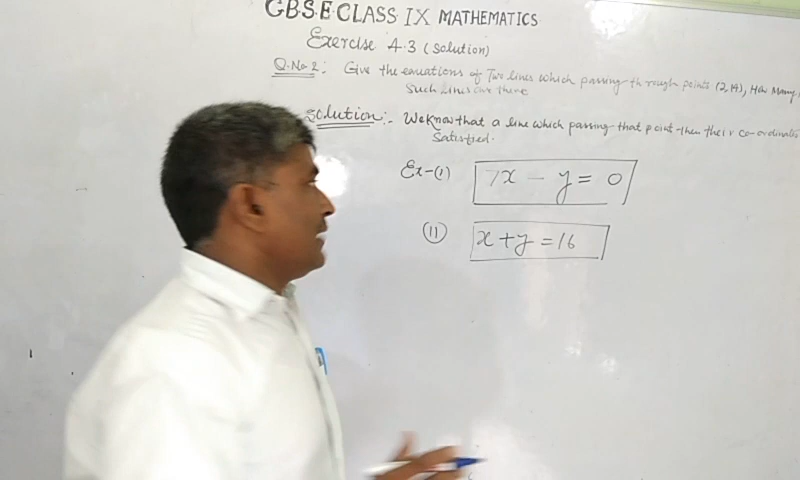 CBSE CLASS IX MATHEMATICS
Exercise 4.3 (Solution)
Q.No 2: Give the equations of Two lines which passing through points (2,14), How Many
Such lines are there
Solution:- We Know that a line which passing that point then their co-ordinates
Satisfied.
Ex-(1) 7x - y = 0
(11) x + y = 16